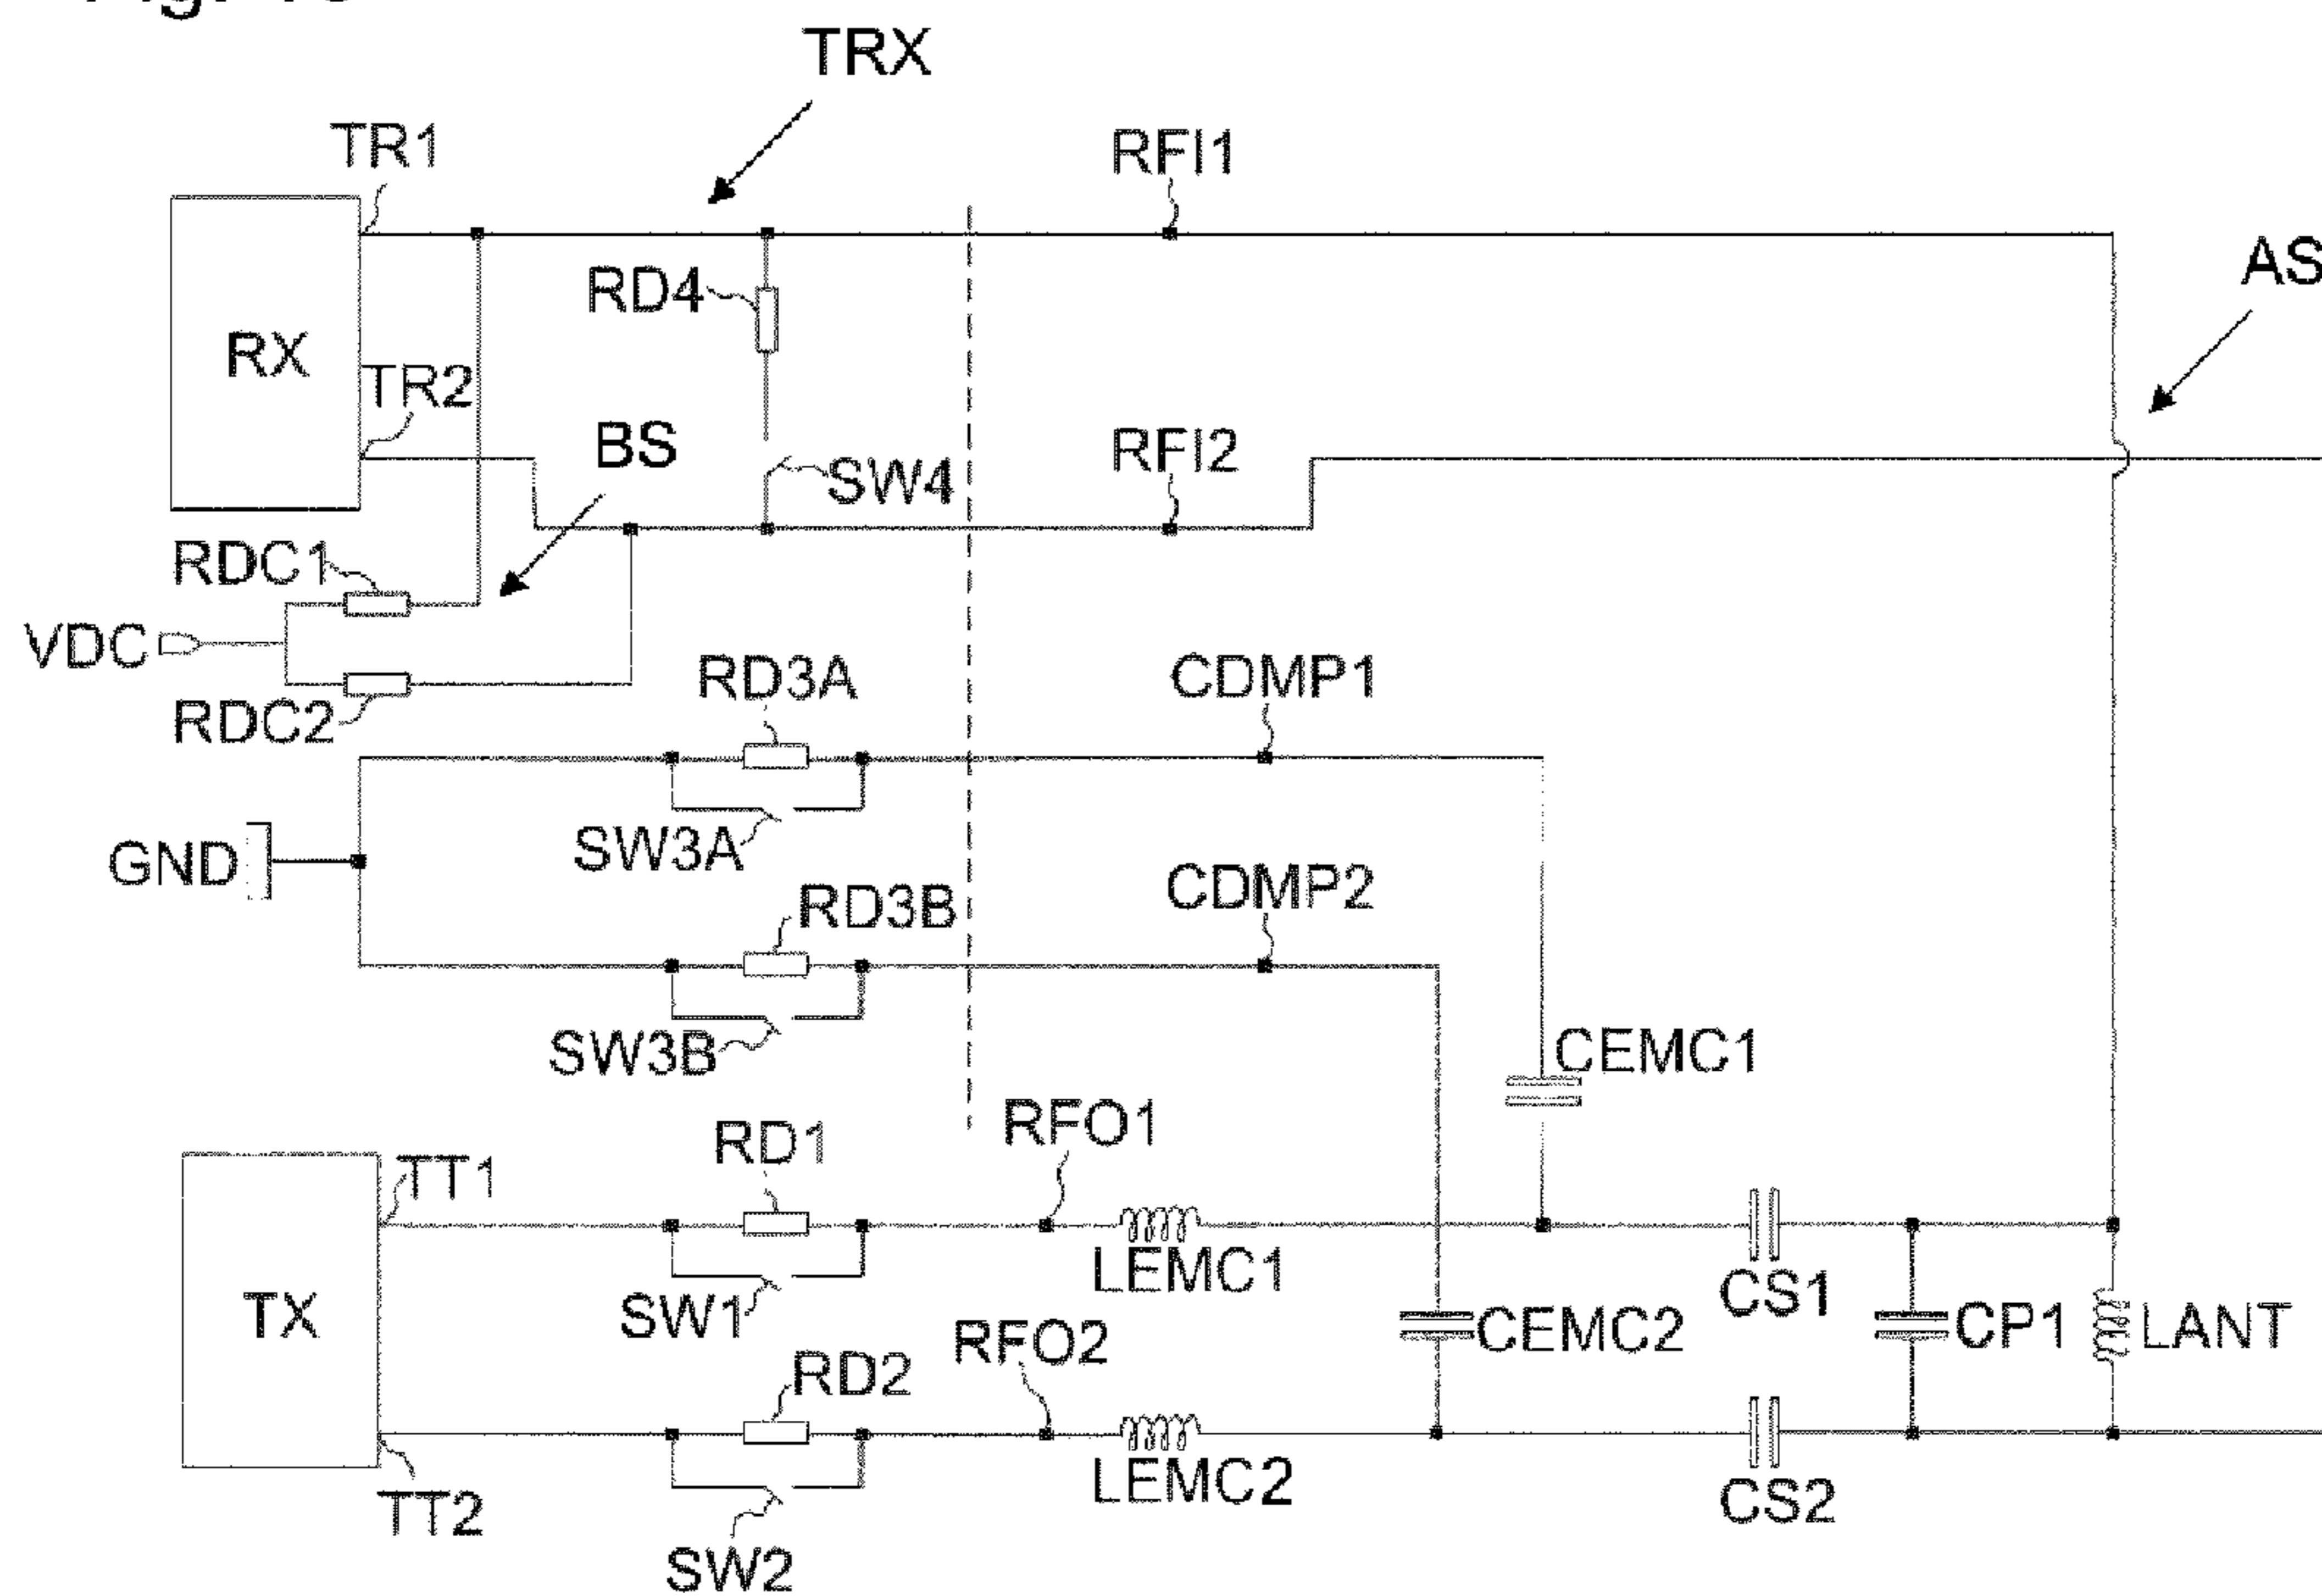 TRX
TR1
RFI1
AS
RD4
RX
TR2
BS
RFI2
SW4
RDC1
VDC
RD3A
CDMP1
RDC2
SW3A
GND
CDMP2
RD3B
SW3B
CEMC1
RFO1
RD1
TT1
LEMC1
CS1
TX
SW1
RFO2
CEMC2
CP1
LANT
RD2
LEMC2
CS2
TT2
SW2